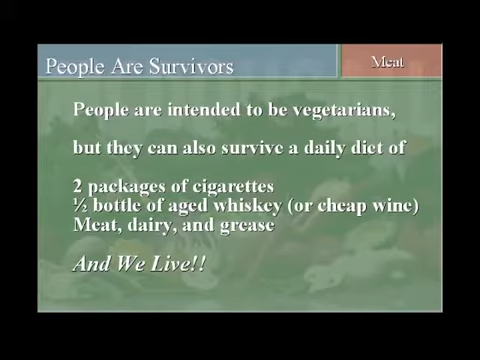 People Are Survivors
Meat
People are intended to be vegetarians,
but they can also survive a daily diet of
2 packages of cigarettes
½ bottle of aged whiskey (or cheap wine)
Meat, dairy, and grease
And We Live!!